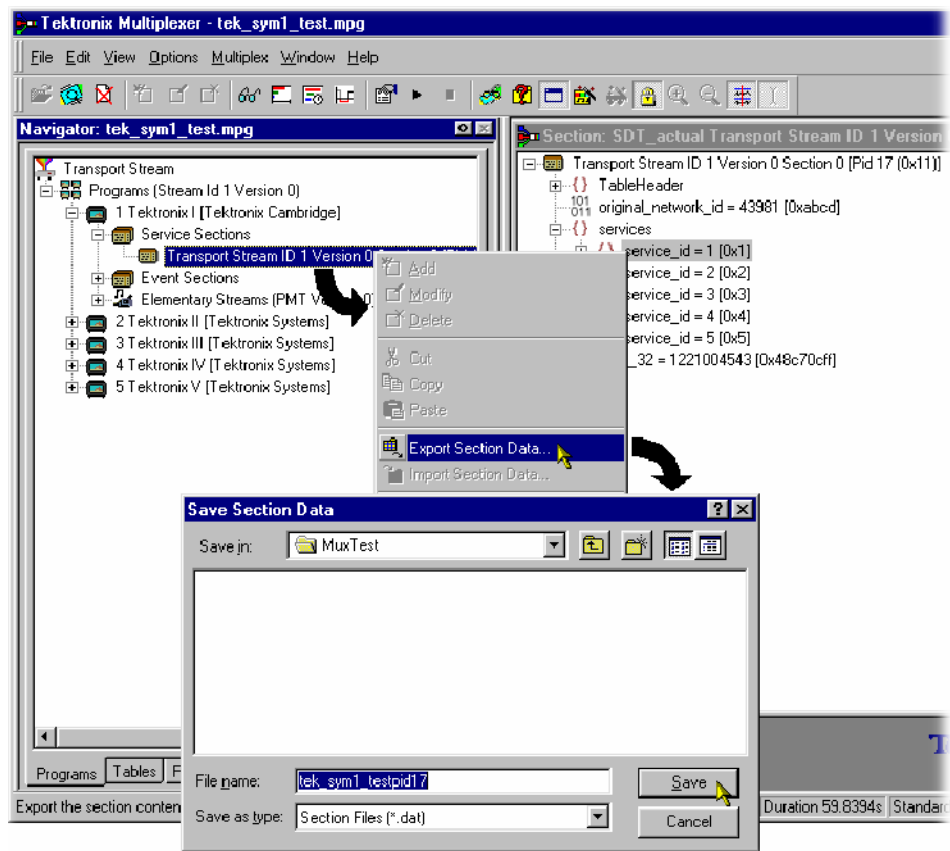 Tektronix Multiplexer - tek_sym1_test.mpg
File Edit View Options Multiplex Window Help
Navigator: tek_sym1_test.mpg
Transport Stream
Programs (Stream Id 1 Version 0)
1 Tektronix I [Tektronix Cambridge]
Service Sections
Transport Stream ID 1 Version 0
Event Sections
Elementary Streams (PMT V 0)
2 Tektronix II [Tektronix Systems]
3 Tektronix III [Tektronix Systems]
4 Tektronix IV [Tektronix Systems]
5 Tektronix V [Tektronix Systems]
Section: SDT_actual Transport Stream ID 1 Version
Transport Stream ID 1 Version 0 Section 0 [Pid 17 (0x11)]
{} TableHeader
101 011 original_network_id = 43981 [0xabcd]
{} services
service_id = 1 [0x1]
service_id = 2 [0x2]
service_id = 3 [0x3]
service_id = 4 [0x4]
service_id = 5 [0x5]
_32 = 1221004543 [0x48c70cff]
Add
Modify
Delete
Cut
Copy
Paste
Export Section Data...
Import Section Data...
Save Section Data
Save in: MuxTest
File name: tek_sym1_testpid17
Save
Save as type: Section Files (*.dat)
Cancel
Programs Tables F
Export the section conten
Duration 59.8394s Standar